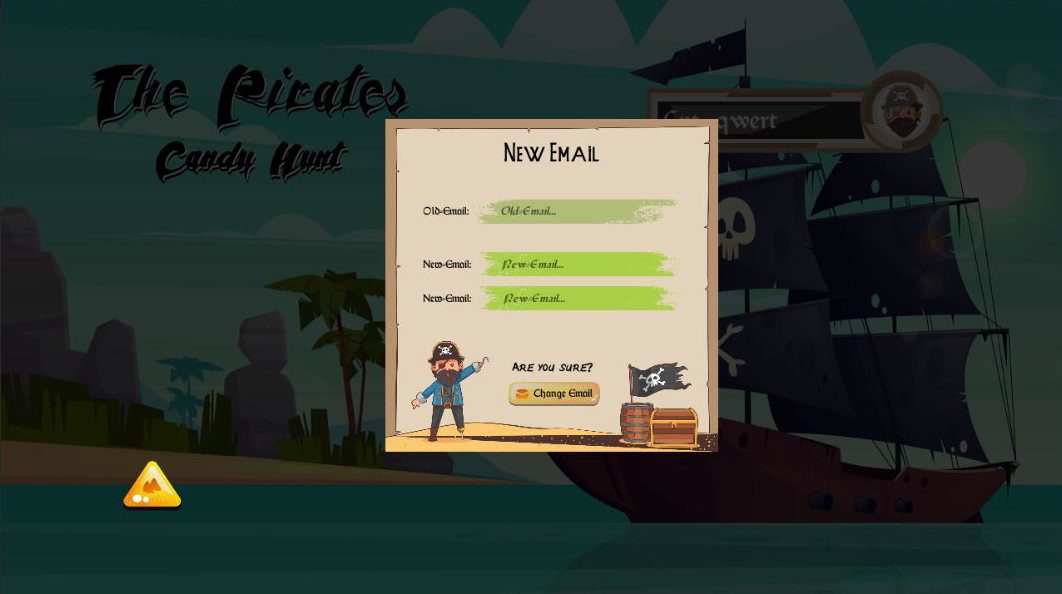 The Pirates
Candy Hunt
qwert
New Email
Old-Email:
Old-Email...
New-Email:
New-Email...
New-Email:
New-Email...
Are you sure?
Change Email